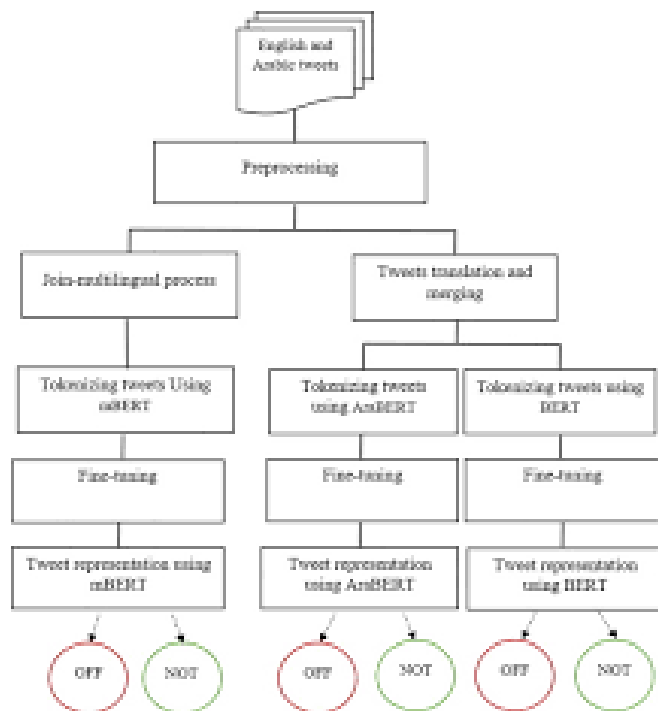 English and
Arabic tweets
Preprocessing
Join-multilingual process
Tweets translation and
merging
Tokenizing tweets Using
mBERT
Tokenizing tweets
using AraBERT
Tokenizing tweets using
BERT
Fine-tuning
Fine-tuning
Fine-tuning
Tweet representation using
mBERT
Tweet representation
using AraBERT
Tweet representation
using BERT
OFF
NOT
OFF
NOT
OFF
NOT